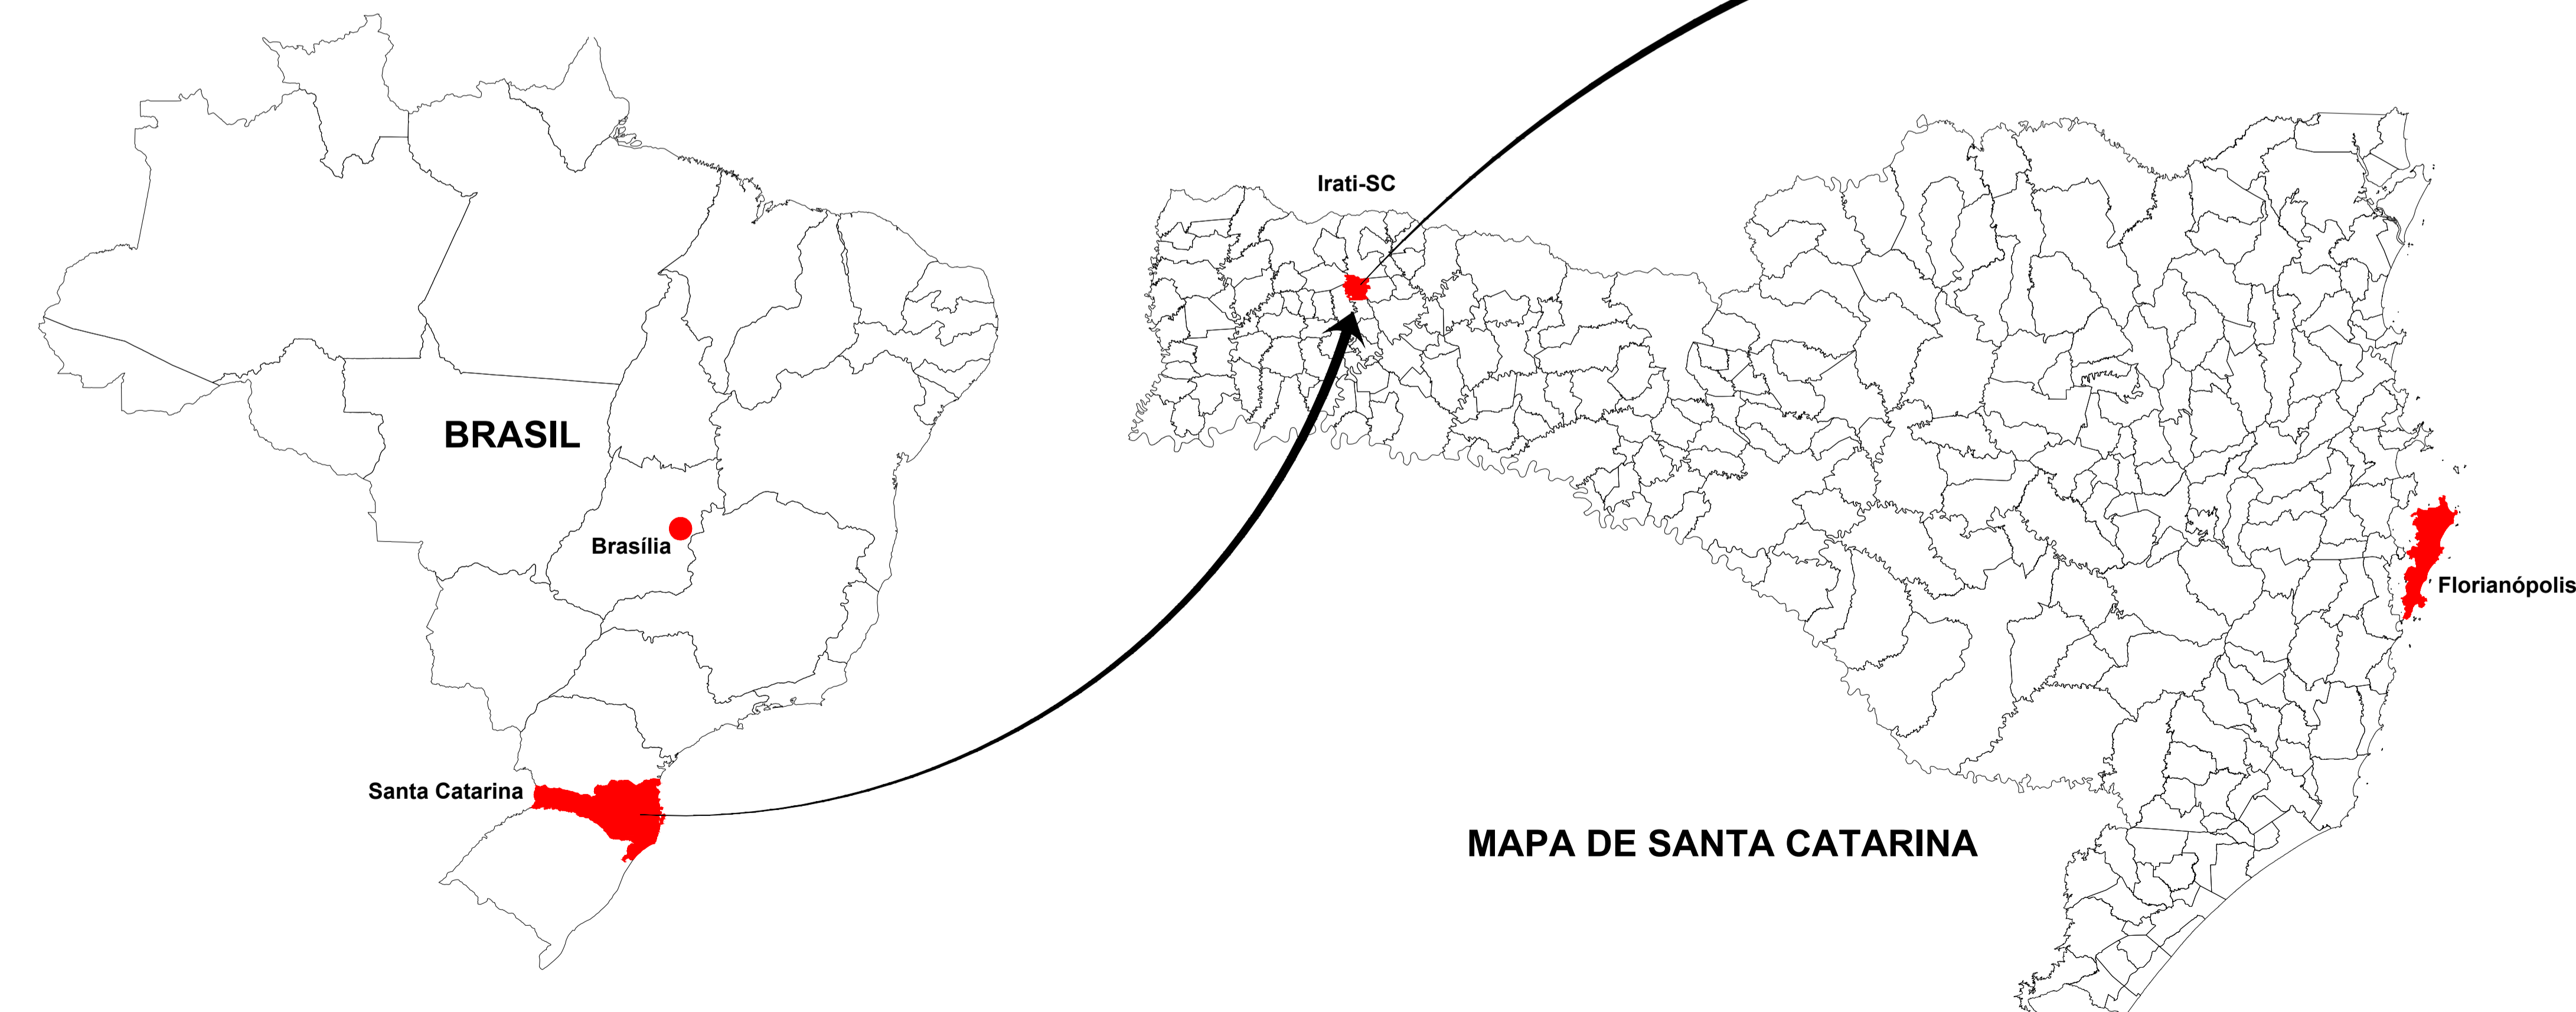 BRASIL
Brasília
Santa Catarina
Irati-SC
Florianópolis
MAPA DE SANTA CATARINA